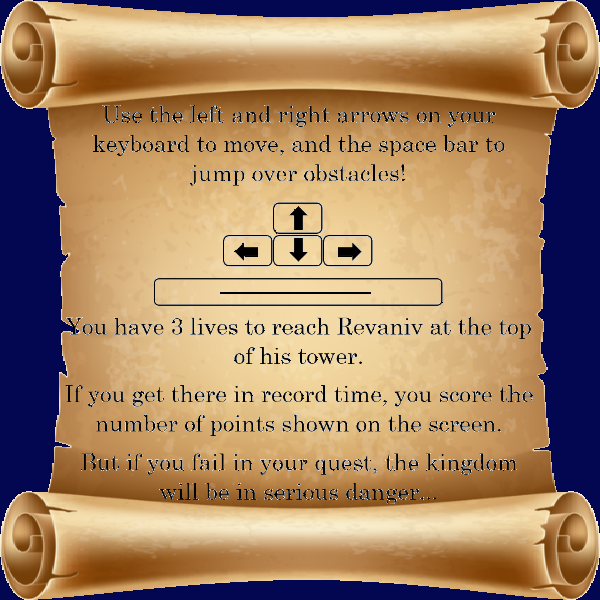 Use the left and right arrows on your
keyboard to move, and the space bar to
jump over obstacles!
You have 3 lives to reach Revaniv at the top
of his tower.
If you get there in record time, you score the
number of points shown on the screen.
But if you fail in your quest, the kingdom
will be in serious danger...